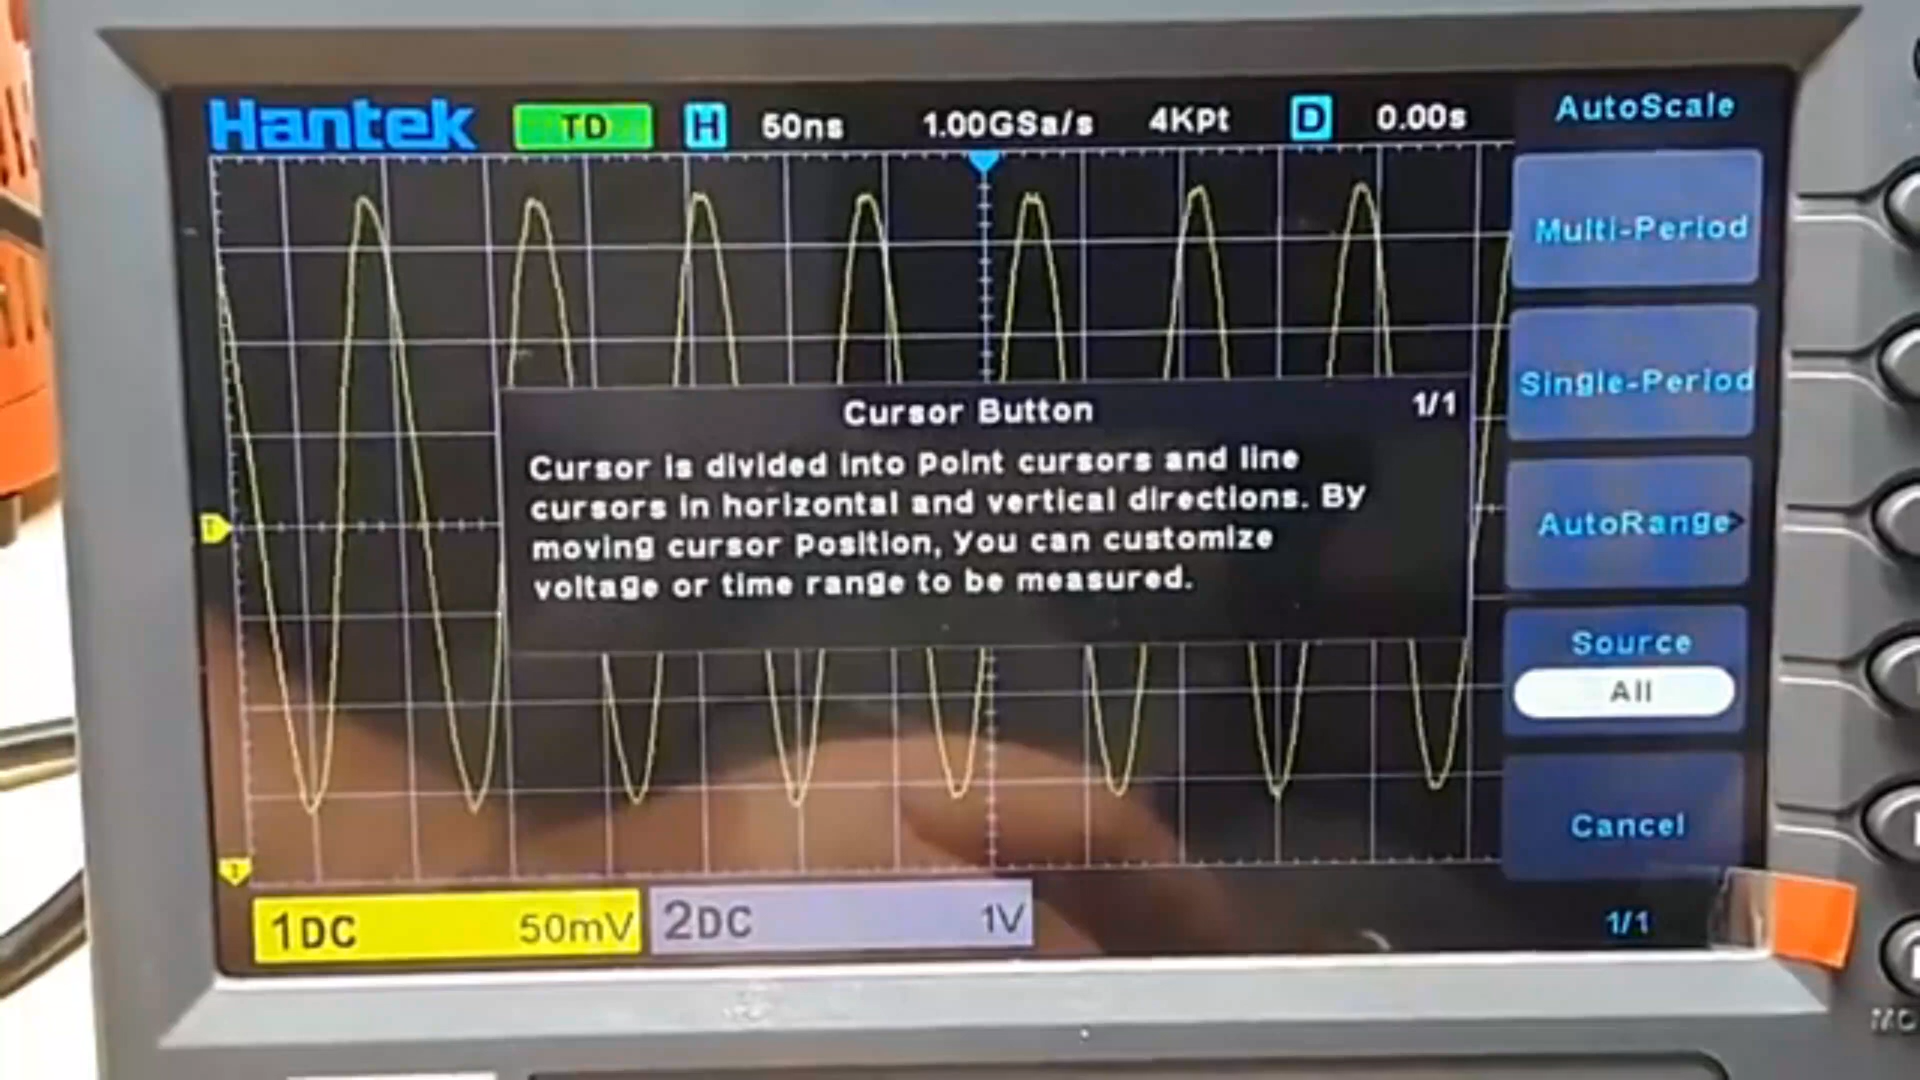 Hantek TD H 50ns 1.00GSa/s 4KPt D 0.00s
AutoScale
Multi-Period
Single-Period
AutoRange>
Source
All
Cancel
1/1
Cursor Button 1/1
Cursor is divided into Point cursors and line
cursors in horizontal and vertical directions. By
moving cursor Position, You can customize
voltage or time range to be measured.
T
1
1DC 50mV 2DC 1V